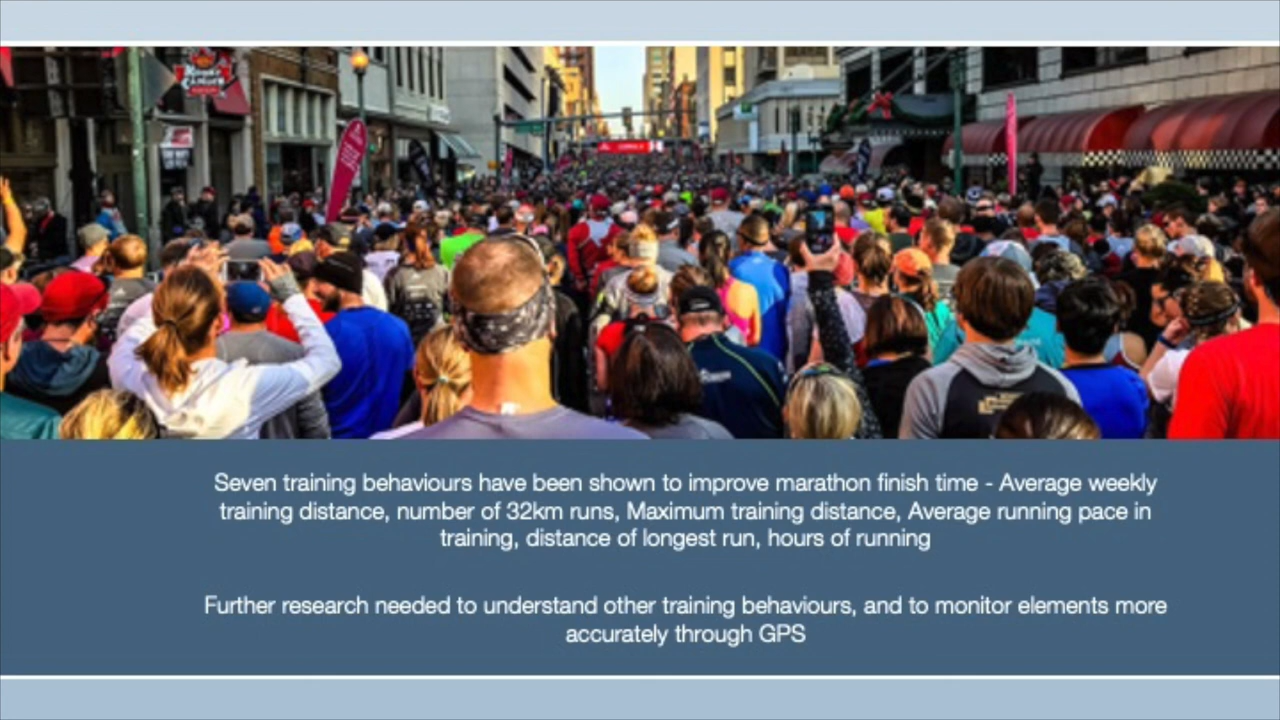 Seven training behaviours have been shown to improve marathon finish time - Average weekly
training distance, number of 32km runs, Maximum training distance, Average running pace in
training, distance of longest run, hours of running
Further research needed to understand other training behaviours, and to monitor elements more
accurately through GPS